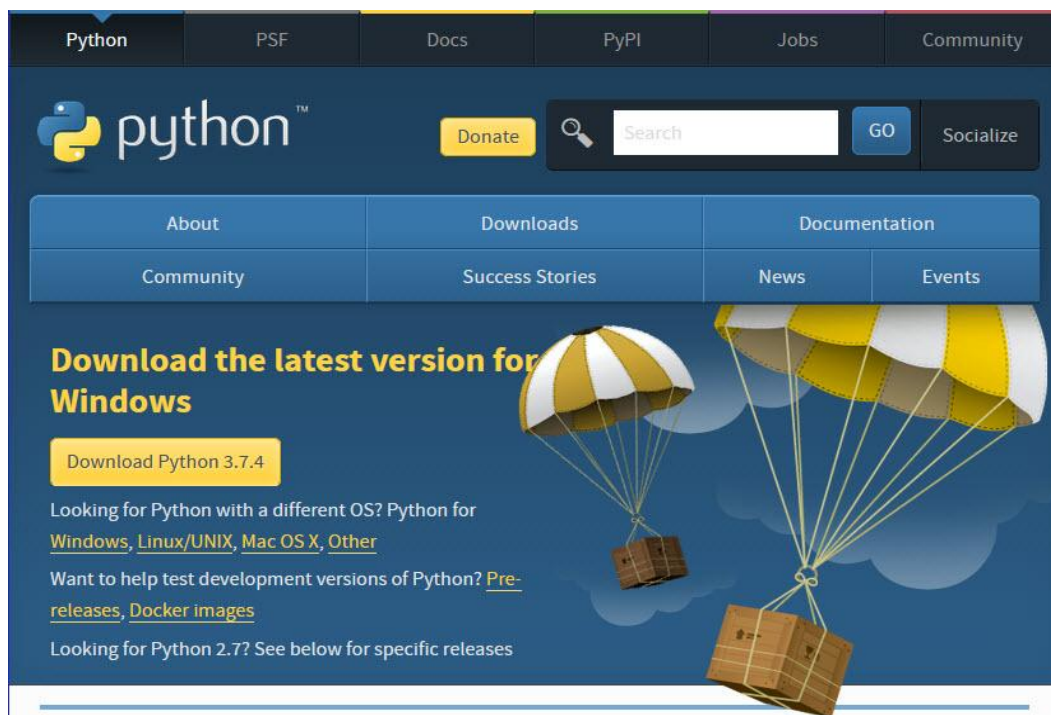 Python PSF Docs PyPI Jobs Community
python™
Donate Search GO Socialize
About Downloads Documentation
Community Success Stories News Events
Download the latest version for
Windows
Download Python 3.7.4
Looking for Python with a different OS? Python for
Windows, Linux/UNIX, Mac OS X, Other
Want to help test development versions of Python? Pre-
releases, Docker images
Looking for Python 2.7? See below for specific releases